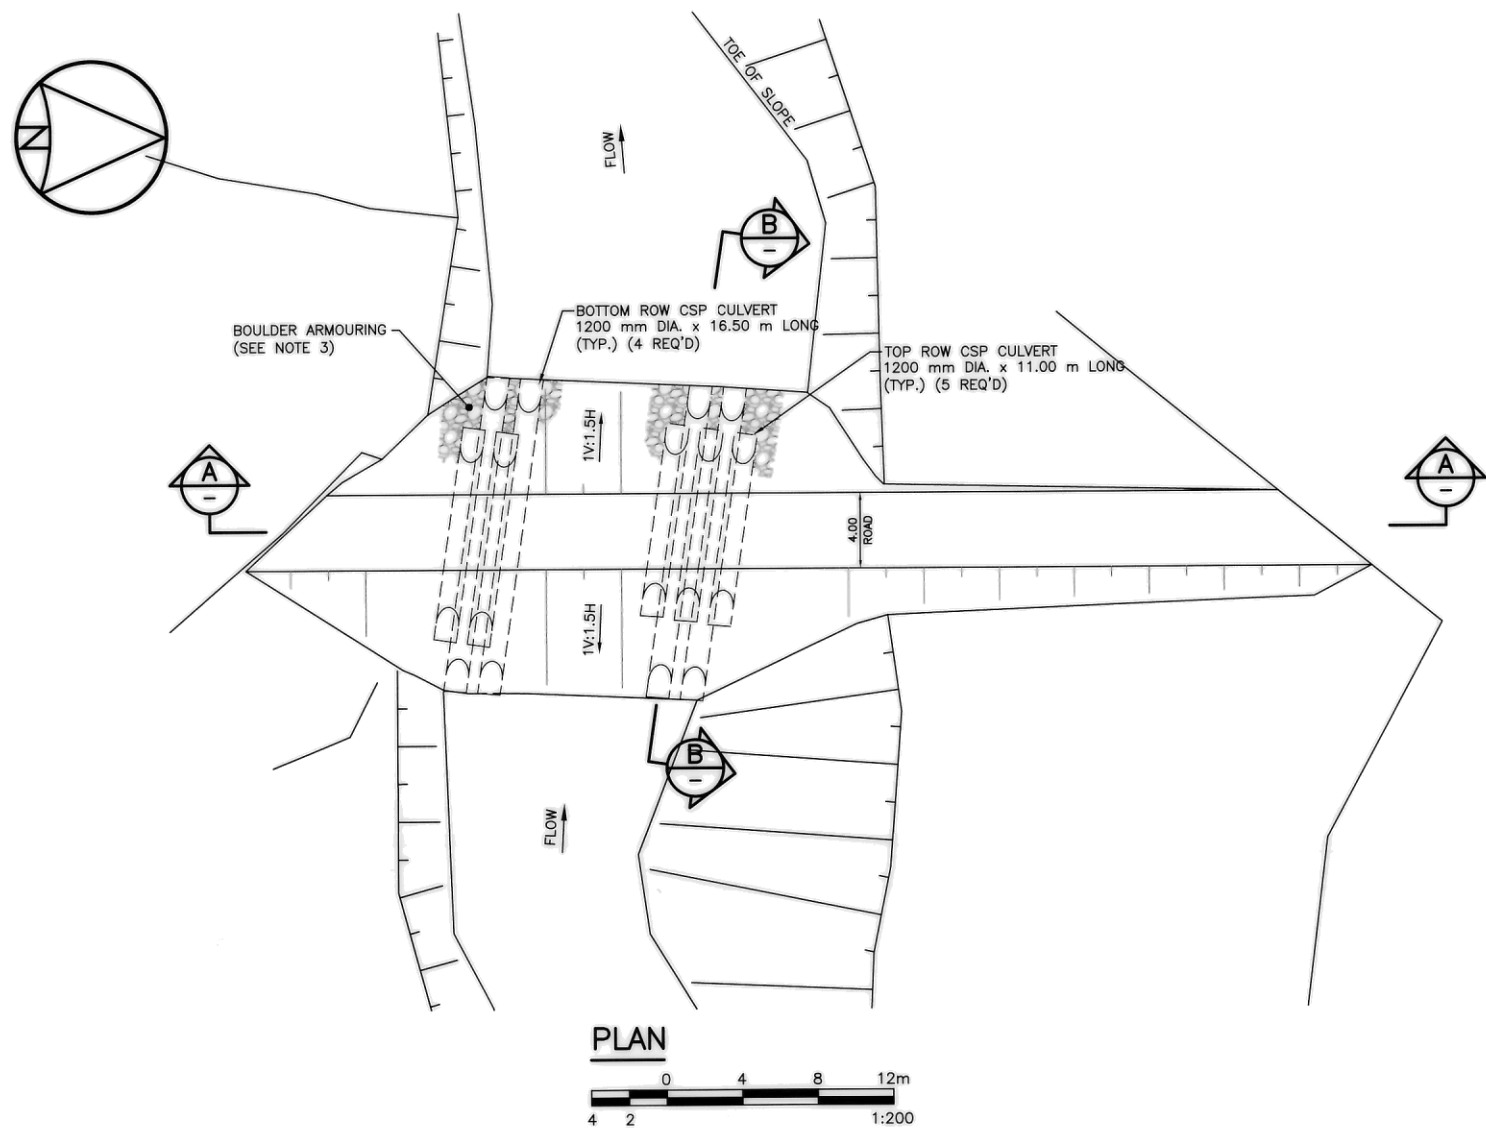 TOE OF SLOPE
N
FLOW
B
–
BOTTOM ROW CSP CULVERT
1200 mm DIA. x 16.50 m LONG
(TYP.) (4 REQ'D)
BOULDER ARMOURING
(SEE NOTE 3)
TOP ROW CSP CULVERT
1200 mm DIA. x 11.00 m LONG
(TYP.) (5 REQ'D)
1V:1.5H
A
–
A
–
4.00
ROAD
1V:1.5H
B
–
FLOW
PLAN
0 4 8 12m
4 2 1:200